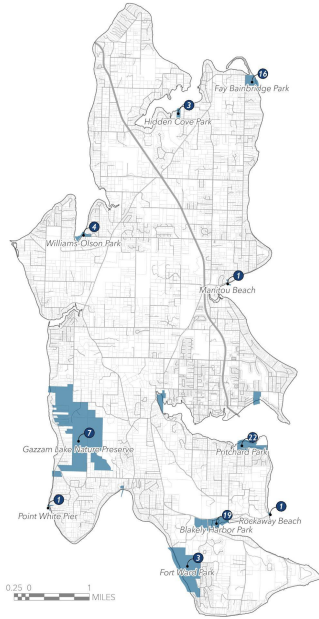 16
Fay Bainbridge Park
3
Hidden Cove Park
4
Williams-Olson Park
1
Manitou Beach
22
Pritchard Park
7
Gazzam Lake Nature Preserve
1
Point White Pier
1
Rockaway Beach
19
Blakely Harbor Park
3
Fort Ward Park
0.25 0 1
MILES